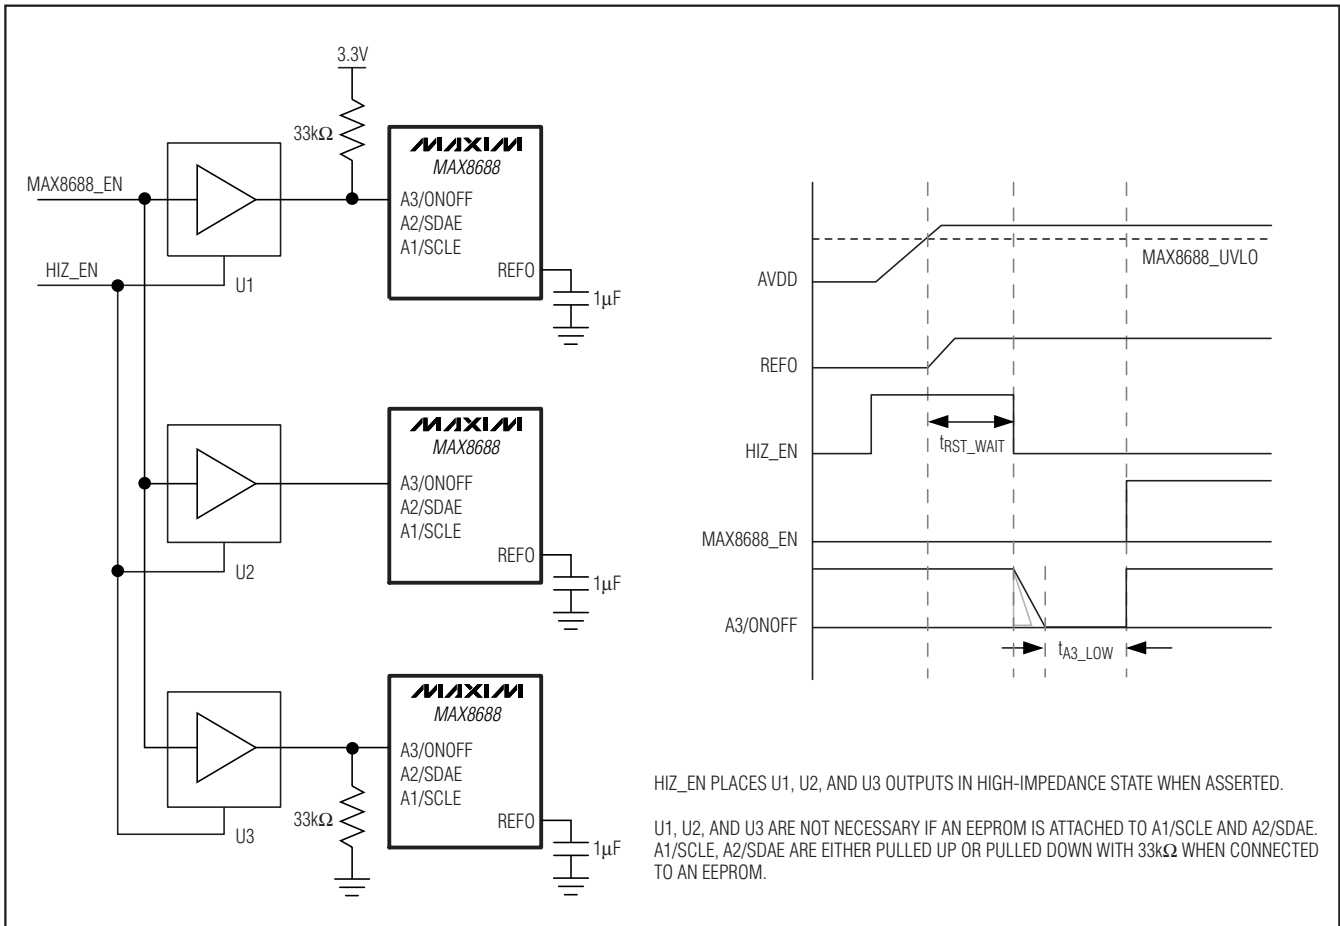 3.3V
33kΩ
MAXIM
MAX8688
MAX8688_EN
A3/ONOFF
A2/SDAE
A1/SCLE
HIZ_EN
REFO
U1
1µF
MAXIM
MAX8688
A3/ONOFF
A2/SDAE
A1/SCLE
REFO
U2
1µF
MAXIM
MAX8688
A3/ONOFF
A2/SDAE
A1/SCLE
33kΩ
REFO
U3
1µF
MAX8688_UVLO
AVDD
REFO
HIZ_EN
tRST_WAIT
MAX8688_EN
A3/ONOFF
tA3_LOW
HIZ_EN PLACES U1, U2, AND U3 OUTPUTS IN HIGH-IMPEDANCE STATE WHEN ASSERTED.
U1, U2, AND U3 ARE NOT NECESSARY IF AN EEPROM IS ATTACHED TO A1/SCLE AND A2/SDAE.
A1/SCLE, A2/SDAE ARE EITHER PULLED UP OR PULLED DOWN WITH 33kΩ WHEN CONNECTED
TO AN EEPROM.